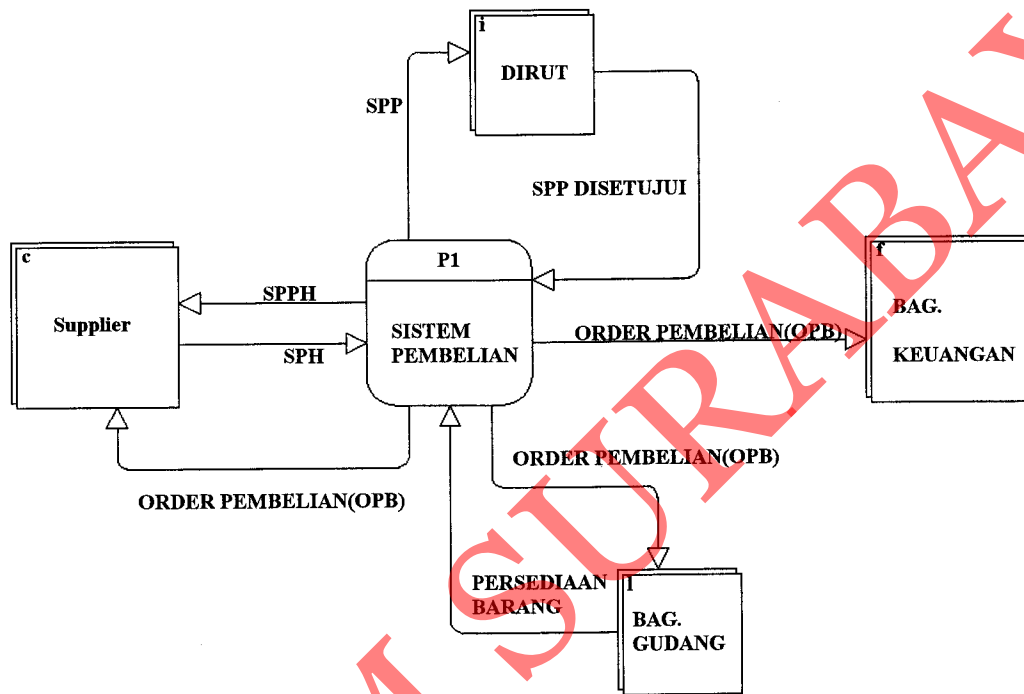 i
DIRUT
SPP
SPP DISETUJUI
c
Supplier
SPPH
SPH
P1
SISTEM
PEMBELIAN
ORDER PEMBELIAN(OPB)
f
BAG.
KEUANGAN
ORDER PEMBELIAN(OPB)
ORDER PEMBELIAN(OPB)
PERSEDIAAN
BARANG
l
BAG.
GUDANG
M SURABAY